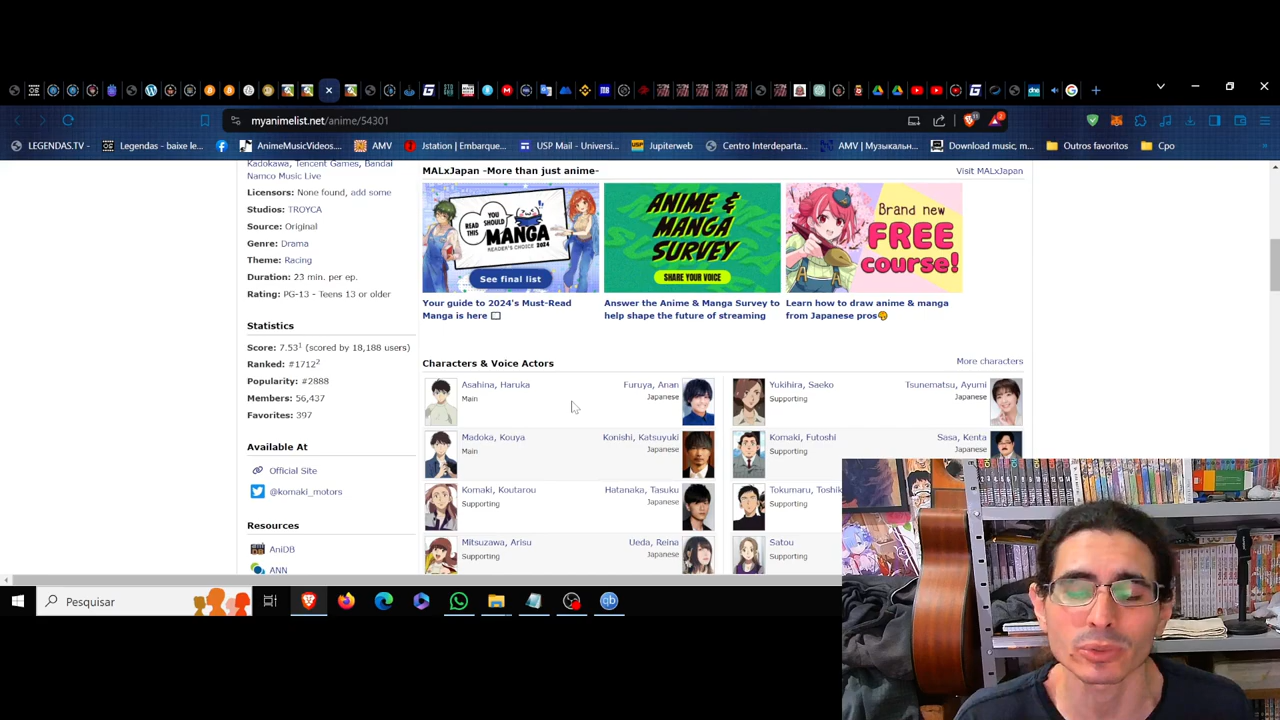 myanimelist.net/anime/54301
LEGENDAS.TV -
Legendas - baixe le...
AnimeMusicVideos....
AMV
Jstation | Embarque...
USP Mail - Universi...
Jupiterweb
Centro Interdeparta...
AMV | Музыкальн...
Download music, m...
Outros favoritos
Cpo
Kadokawa, Tencent Games, Bandai
Namco Music Live
Licensors: None found, add some
Studios: TROYCA
Source: Original
Genre: Drama
Theme: Racing
Duration: 23 min. per ep.
Rating: PG-13 - Teens 13 or older
Statistics
Score: 7.53¹ (scored by 18,188 users)
Ranked: #1712²
Popularity: #2888
Members: 56,437
Favorites: 397
Available At
Official Site
@komaki_motors
Resources
AniDB
ANN
MALxJapan -More than just anime-
Visit MALxJapan
READ THIS
YOU SHOULD
MANGA
READER'S CHOICE 2024
See final list
ANIME &
MANGA
SURVEY
SHARE YOUR VOICE
Brand new
FREE
course!
Your guide to 2024's Must-Read
Manga is here
Answer the Anime & Manga Survey to
help shape the future of streaming
Learn how to draw anime & manga
from Japanese pros
Characters & Voice Actors
More characters
Asahina, Haruka
Main
Furuya, Anan
Japanese
Yukihira, Saeko
Supporting
Tsunematsu, Ayumi
Japanese
Madoka, Kouya
Main
Konishi, Katsuyuki
Japanese
Komaki, Futoshi
Supporting
Sasa, Kenta
Japanese
Komaki, Koutarou
Supporting
Hatanaka, Tasuku
Japanese
Tokumaru, Toshik
Supporting
Mitsuzawa, Arisu
Supporting
Ueda, Reina
Japanese
Satou
Supporting
Pesquisar